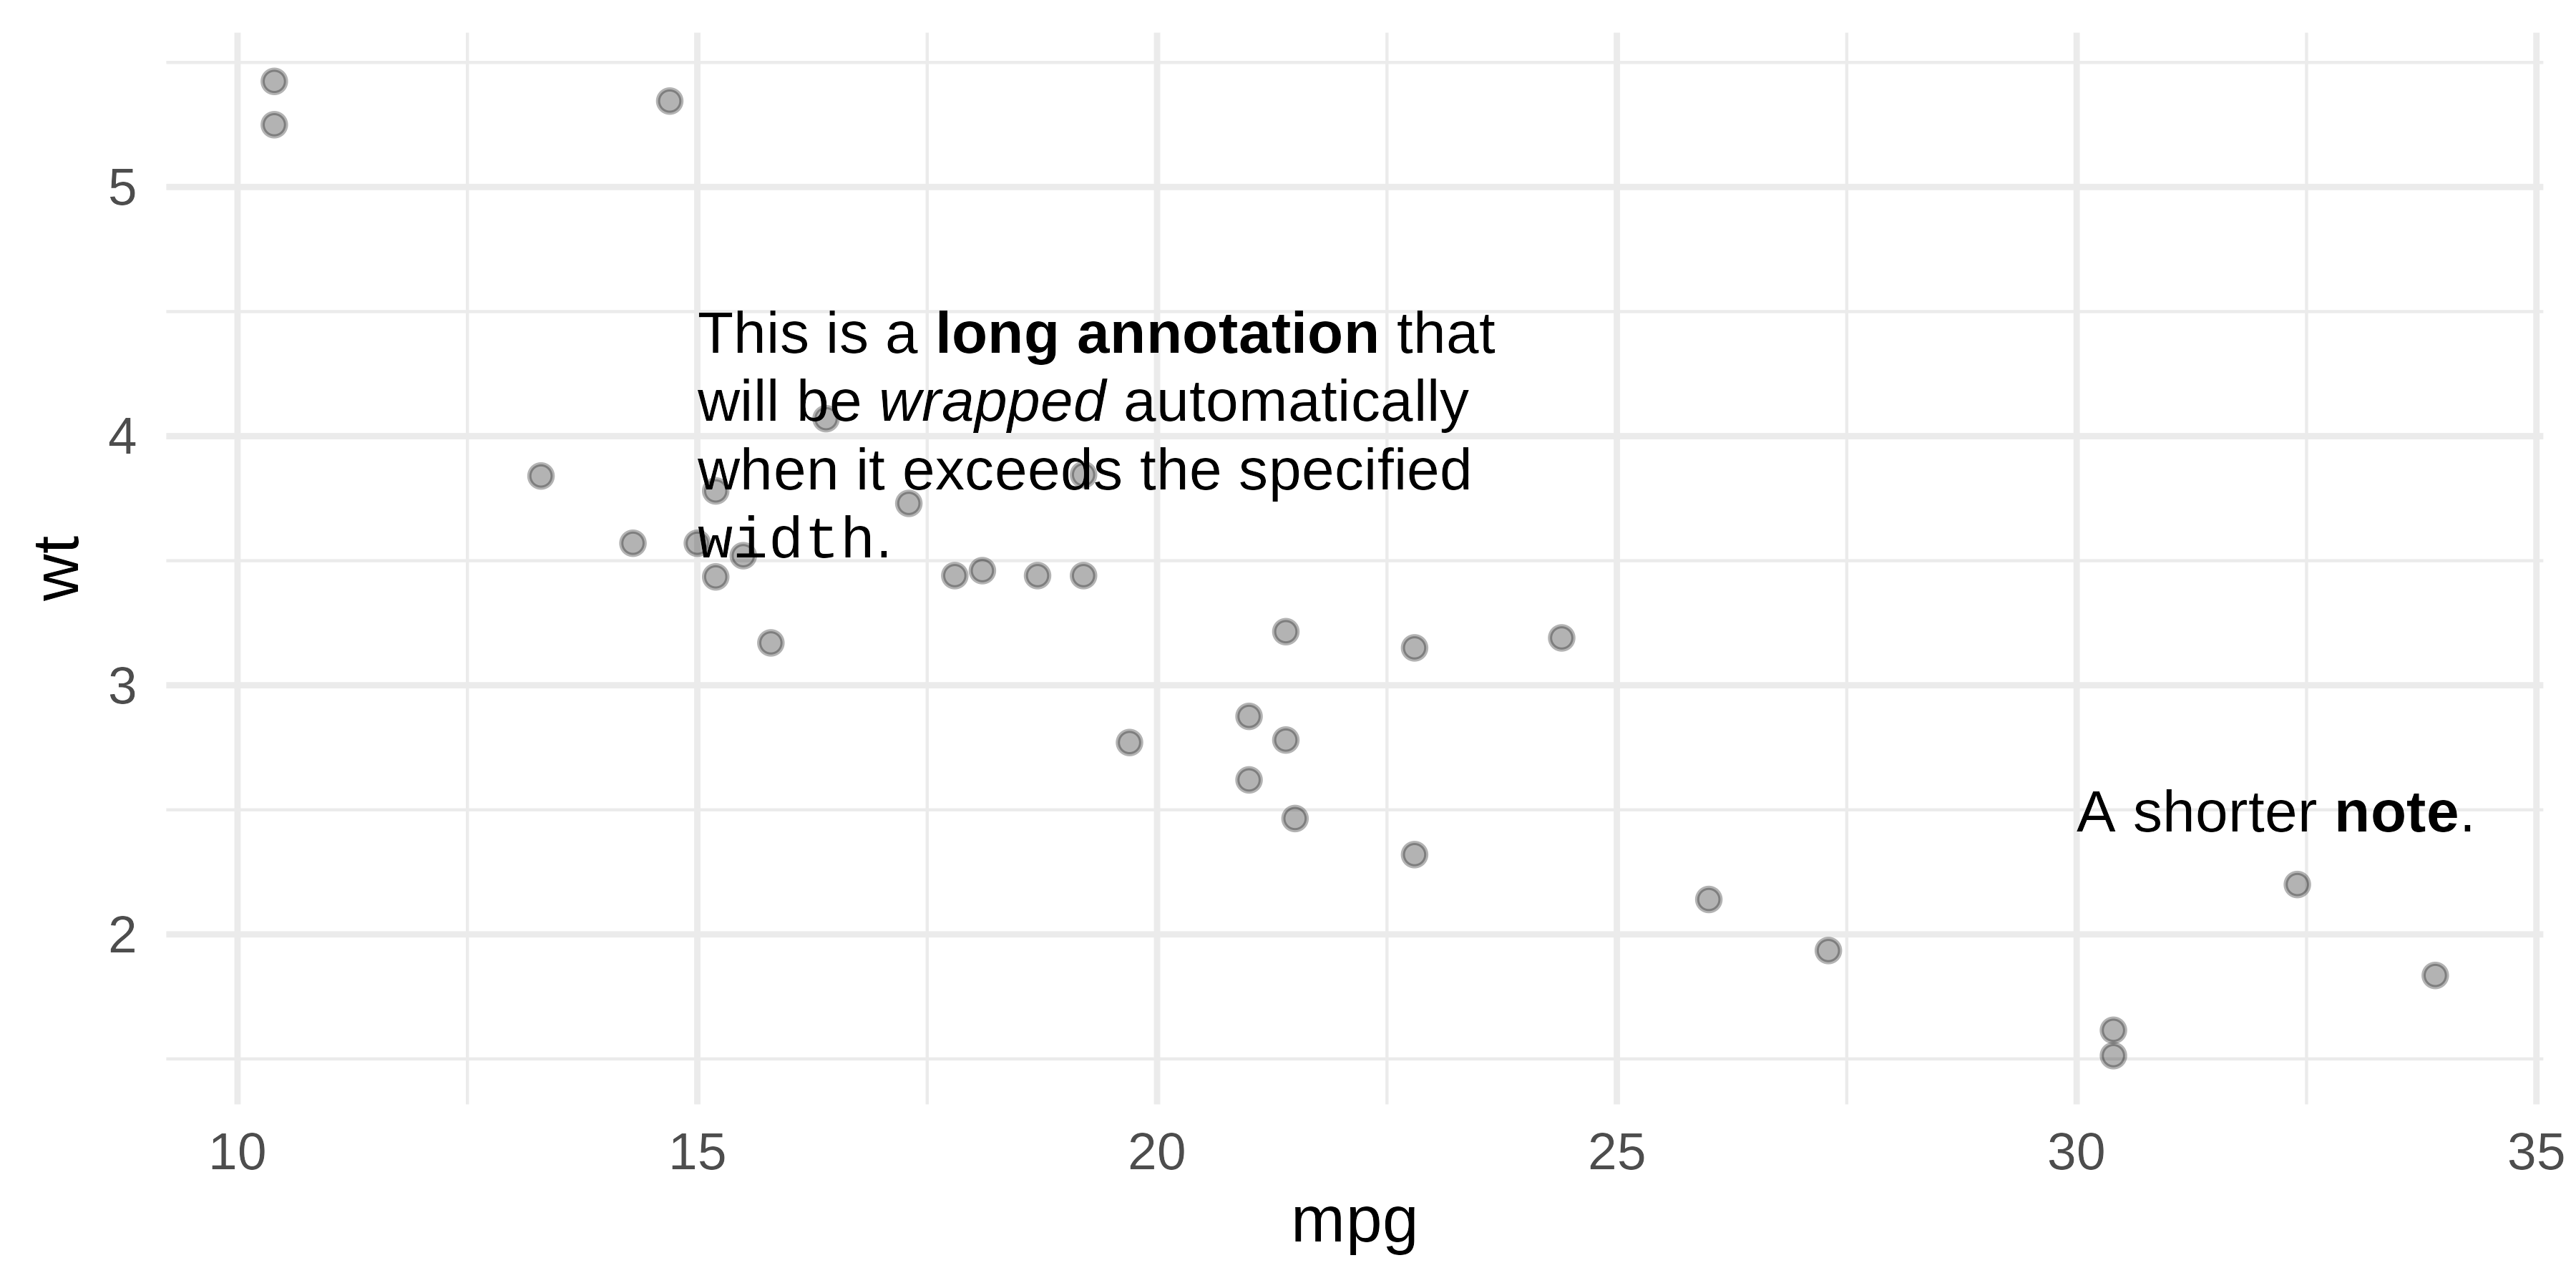 5
4
3
2
wt
This is a long annotation that
will be wrapped automatically
when it exceeds the specified
width.
A shorter note.
10 15 20 25 30 35
mpg